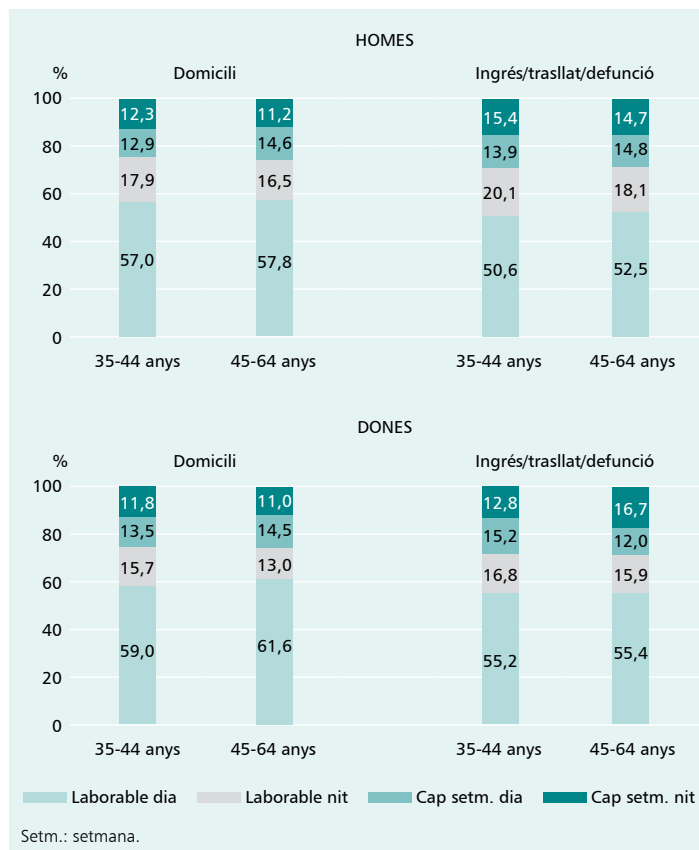 HOMES
% Domicili Ingrés/trasllat/defunció
100
12,3 11,2 15,4 14,7
80
12,9 14,6 13,9 14,8
60
17,9 16,5 20,1 18,1
40
57,0 57,8 50,6 52,5
20
0
35-44 anys 45-64 anys 35-44 anys 45-64 anys
DONES
% Domicili Ingrés/trasllat/defunció
100
11,8 11,0 12,8 16,7
80
13,5 14,5 15,2 12,0
60
15,7 13,0 16,8 15,9
40
59,0 61,6 55,2 55,4
20
0
35-44 anys 45-64 anys 35-44 anys 45-64 anys
Laborable dia Laborable nit Cap setm. dia Cap setm. nit
Setm.: setmana.